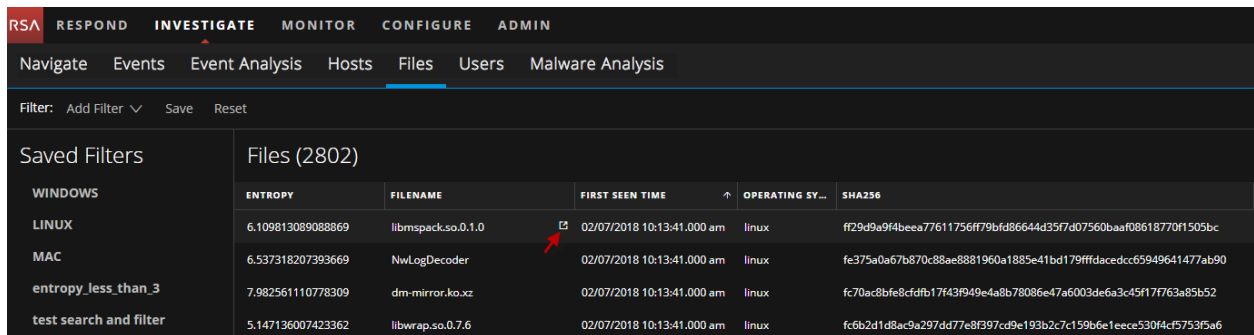 RSA RESPOND INVESTIGATE MONITOR CONFIGURE ADMIN
Navigate Events Event Analysis Hosts Files Users Malware Analysis
Filter: Add Filter Save Reset
Saved Filters
WINDOWS
LINUX
MAC
entropy_less_than_3
test search and filter
Files (2802)
ENTROPY FILENAME FIRST SEEN TIME OPERATING SY... SHA256
6.109813089088869 libmspack.so.0.1.0 02/07/2018 10:13:41.000 am linux ff29d9a9f4beea77611756ff79bfd86644d35f7d07560baaf08618770f1505bc
6.537318207393669 NwLogDecoder 02/07/2018 10:13:41.000 am linux fe375a0a67b870c88ae8881960a1885e41bd179fffdacedcc65949641477ab90
7.982561110778309 dm-mirror.ko.xz 02/07/2018 10:13:41.000 am linux fc70ac8bfe8cfdfb17f43f949e4a8b78086e47a6003de6a3c45f17f763a85b52
5.147136007423362 libwrap.so.0.7.6 02/07/2018 10:13:41.000 am linux fc6b2d1d8ac9a297dd77e8f397cd9e193b2c7c159b6e1eece530f4cf5753f5a6